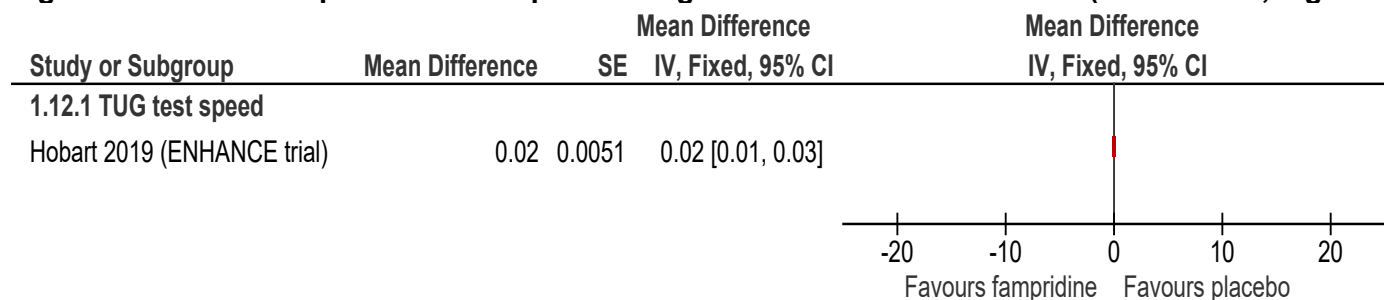 Mean Difference Mean Difference
Study or Subgroup Mean Difference SE IV, Fixed, 95% CI IV, Fixed, 95% CI
1.12.1 TUG test speed
Hobart 2019 (ENHANCE trial) 0.02 0.0051 0.02 [0.01, 0.03]
-20 -10 0 10 20
Favours fampridine Favours placebo